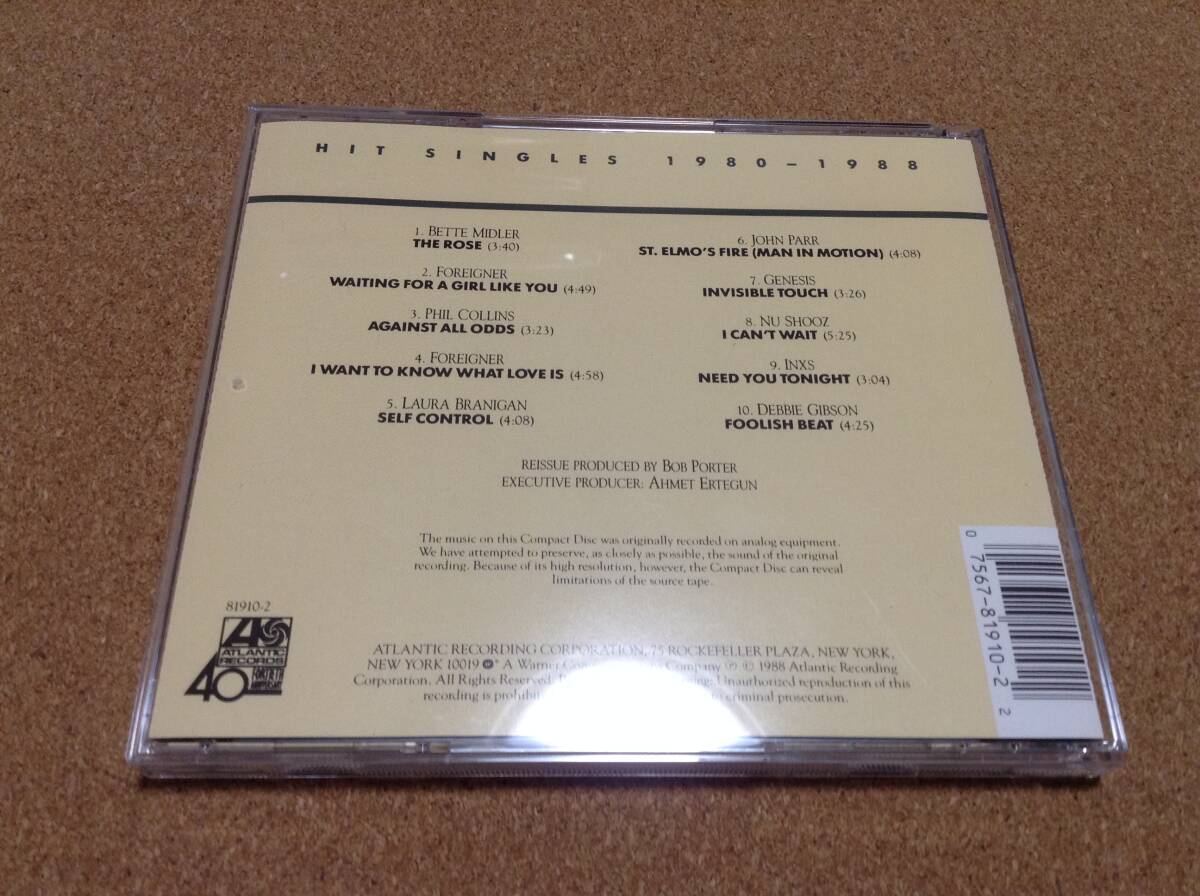 HIT SINGLES 1980–1988
1. BETTE MIDLER
THE ROSE (3:40)
2. FOREIGNER
WAITING FOR A GIRL LIKE YOU (4:49)
3. PHIL COLLINS
AGAINST ALL ODDS (3:23)
4. FOREIGNER
I WANT TO KNOW WHAT LOVE IS (4:58)
5. LAURA BRANIGAN
SELF CONTROL (4:08)
6. JOHN PARR
ST. ELMO'S FIRE (MAN IN MOTION) (4:08)
7. GENESIS
INVISIBLE TOUCH (3:26)
8. NU SHOOZ
I CAN'T WAIT (5:25)
9. INXS
NEED YOU TONIGHT (3:04)
10. DEBBIE GIBSON
FOOLISH BEAT (4:25)
REISSUE PRODUCED BY BOB PORTER
EXECUTIVE PRODUCER: AHMET ERTEGUN
The music on this Compact Disc was originally recorded on analog equipment.
We have attempted to preserve, as closely as possible, the sound of the original
recording. Because of its high resolution, however, the Compact Disc can reveal
limitations of the source tape.
81910-2
ATLANTIC
RECORDS
40
FORTIETH
ANNIVERSARY
ATLANTIC RECORDING CORPORATION, 75 ROCKEFELLER PLAZA, NEW YORK,
NEW YORK 10019 A Warner Company ℗ © 1988 Atlantic Recording
Corporation. All Rights Reserved. Unauthorized reproduction of this
recording is to criminal prosecution.
0 7567-81910-2 2